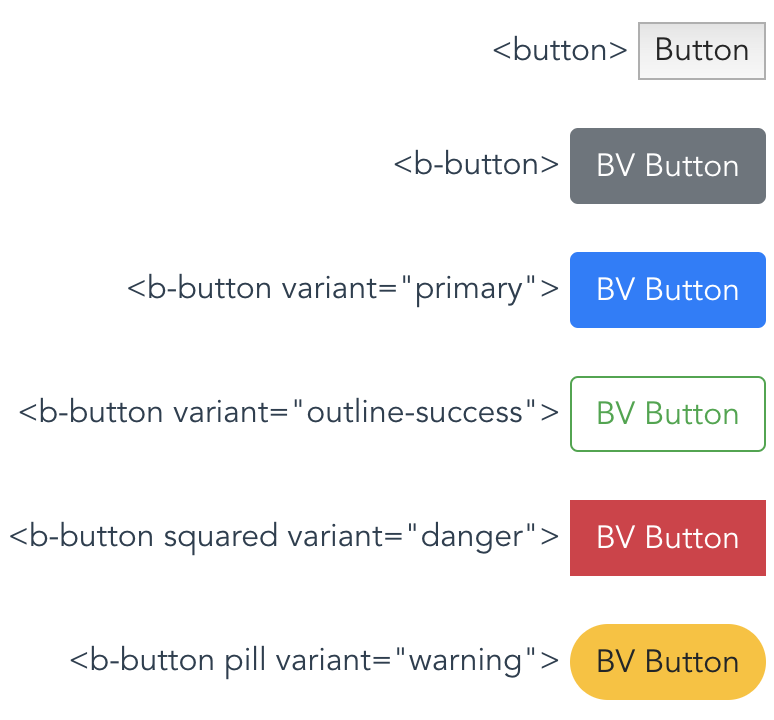 <button> Button
<b-button> BV Button
<b-button variant="primary"> BV Button
<b-button variant="outline-success"> BV Button
<b-button squared variant="danger"> BV Button
<b-button pill variant="warning"> BV Button